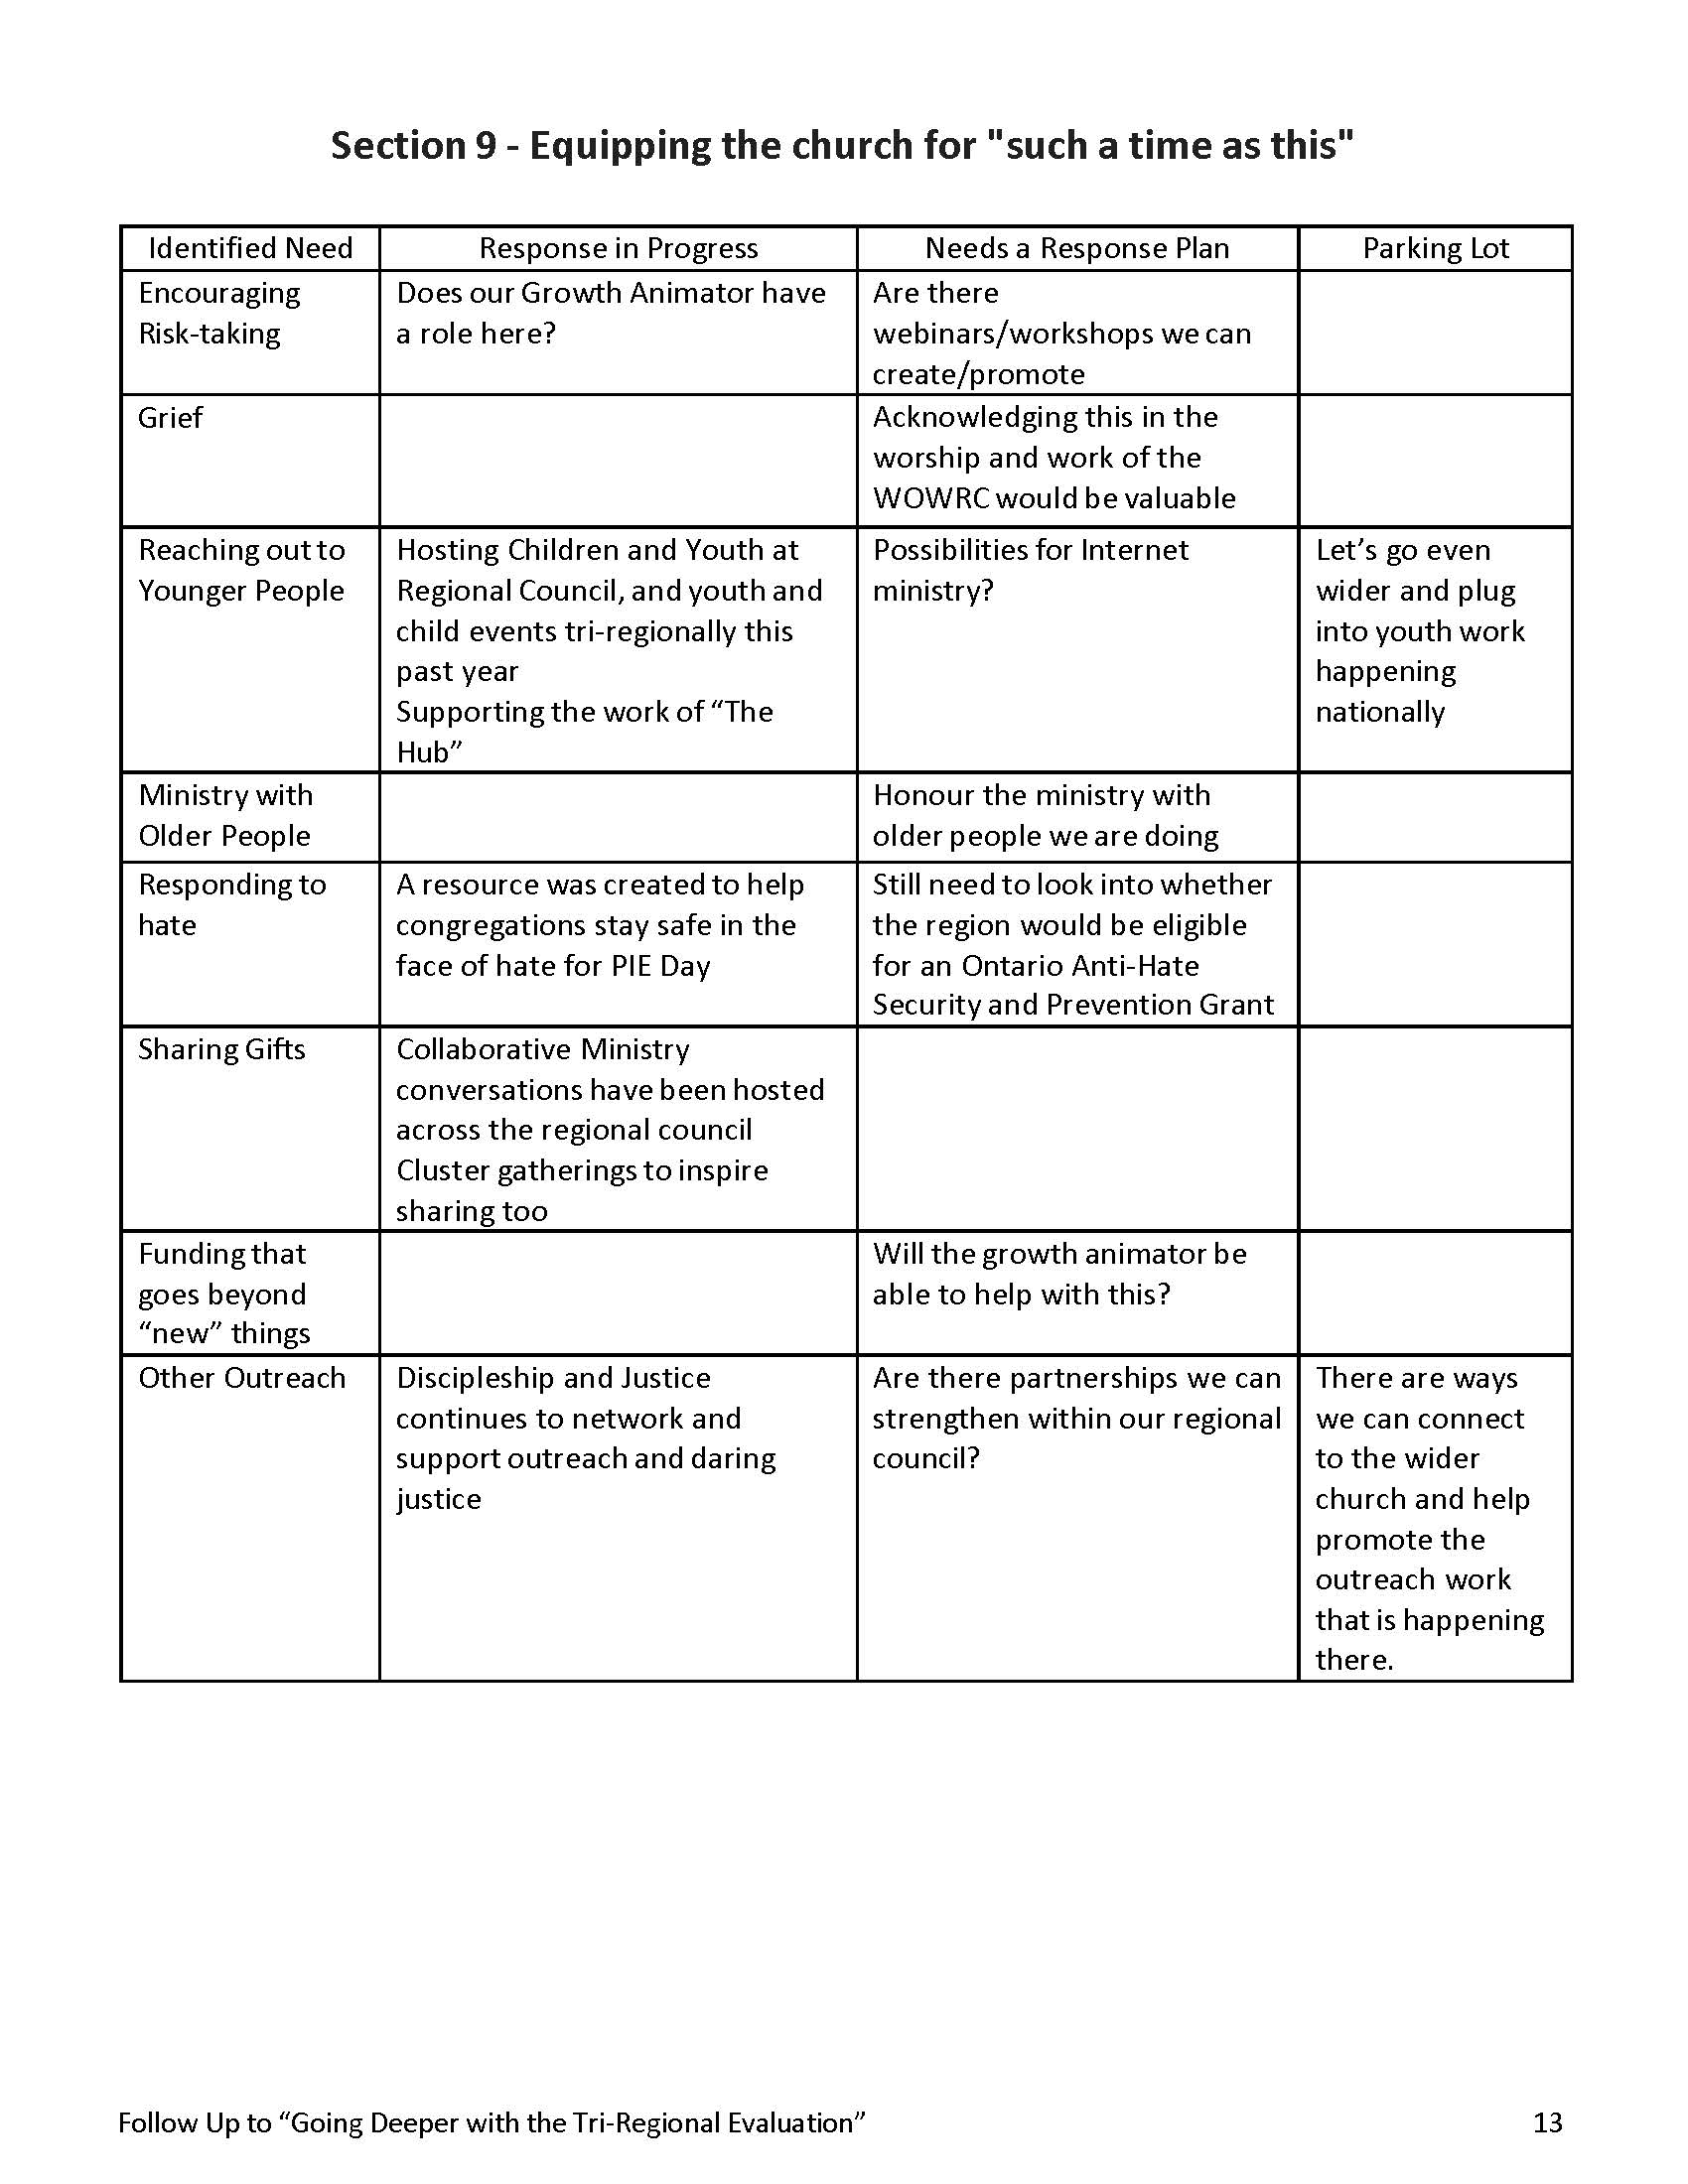 Section 9 - Equipping the church for "such a time as this"
Identified Need
Response in Progress
Needs a Response Plan
Parking Lot
Encouraging
Risk-taking
Does our Growth Animator have
a role here?
Are there
webinars/workshops we can
create/promote
Grief
Acknowledging this in the
worship and work of the
WOWRC would be valuable
Reaching out to
Younger People
Hosting Children and Youth at
Regional Council, and youth and
child events tri-regionally this
past year
Supporting the work of “The
Hub”
Possibilities for Internet
ministry?
Let’s go even
wider and plug
into youth work
happening
nationally
Ministry with
Older People
Honour the ministry with
older people we are doing
Responding to
hate
A resource was created to help
congregations stay safe in the
face of hate for PIE Day
Still need to look into whether
the region would be eligible
for an Ontario Anti-Hate
Security and Prevention Grant
Sharing Gifts
Collaborative Ministry
conversations have been hosted
across the regional council
Cluster gatherings to inspire
sharing too
Funding that
goes beyond
“new” things
Will the growth animator be
able to help with this?
Other Outreach
Discipleship and Justice
continues to network and
support outreach and daring
justice
Are there partnerships we can
strengthen within our regional
council?
There are ways
we can connect
to the wider
church and help
promote the
outreach work
that is happening
there.
Follow Up to “Going Deeper with the Tri-Regional Evaluation”
13